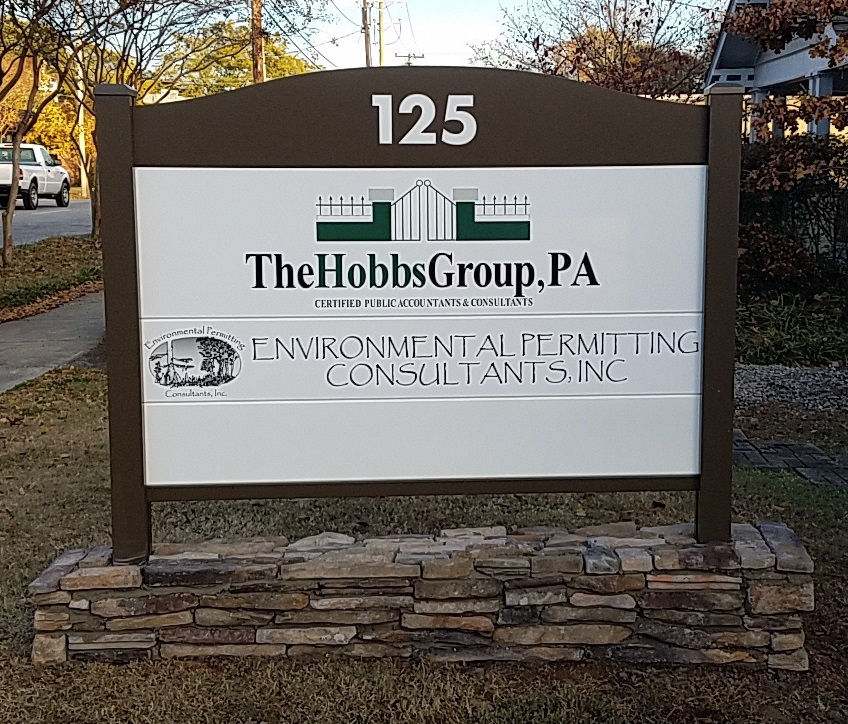 125
TheHobbsGroup,PA
CERTIFIED PUBLIC ACCOUNTANTS & CONSULTANTS
Environmental Permitting
Consultants, Inc.
ENVIRONMENTAL PERMITTING
CONSULTANTS, INC